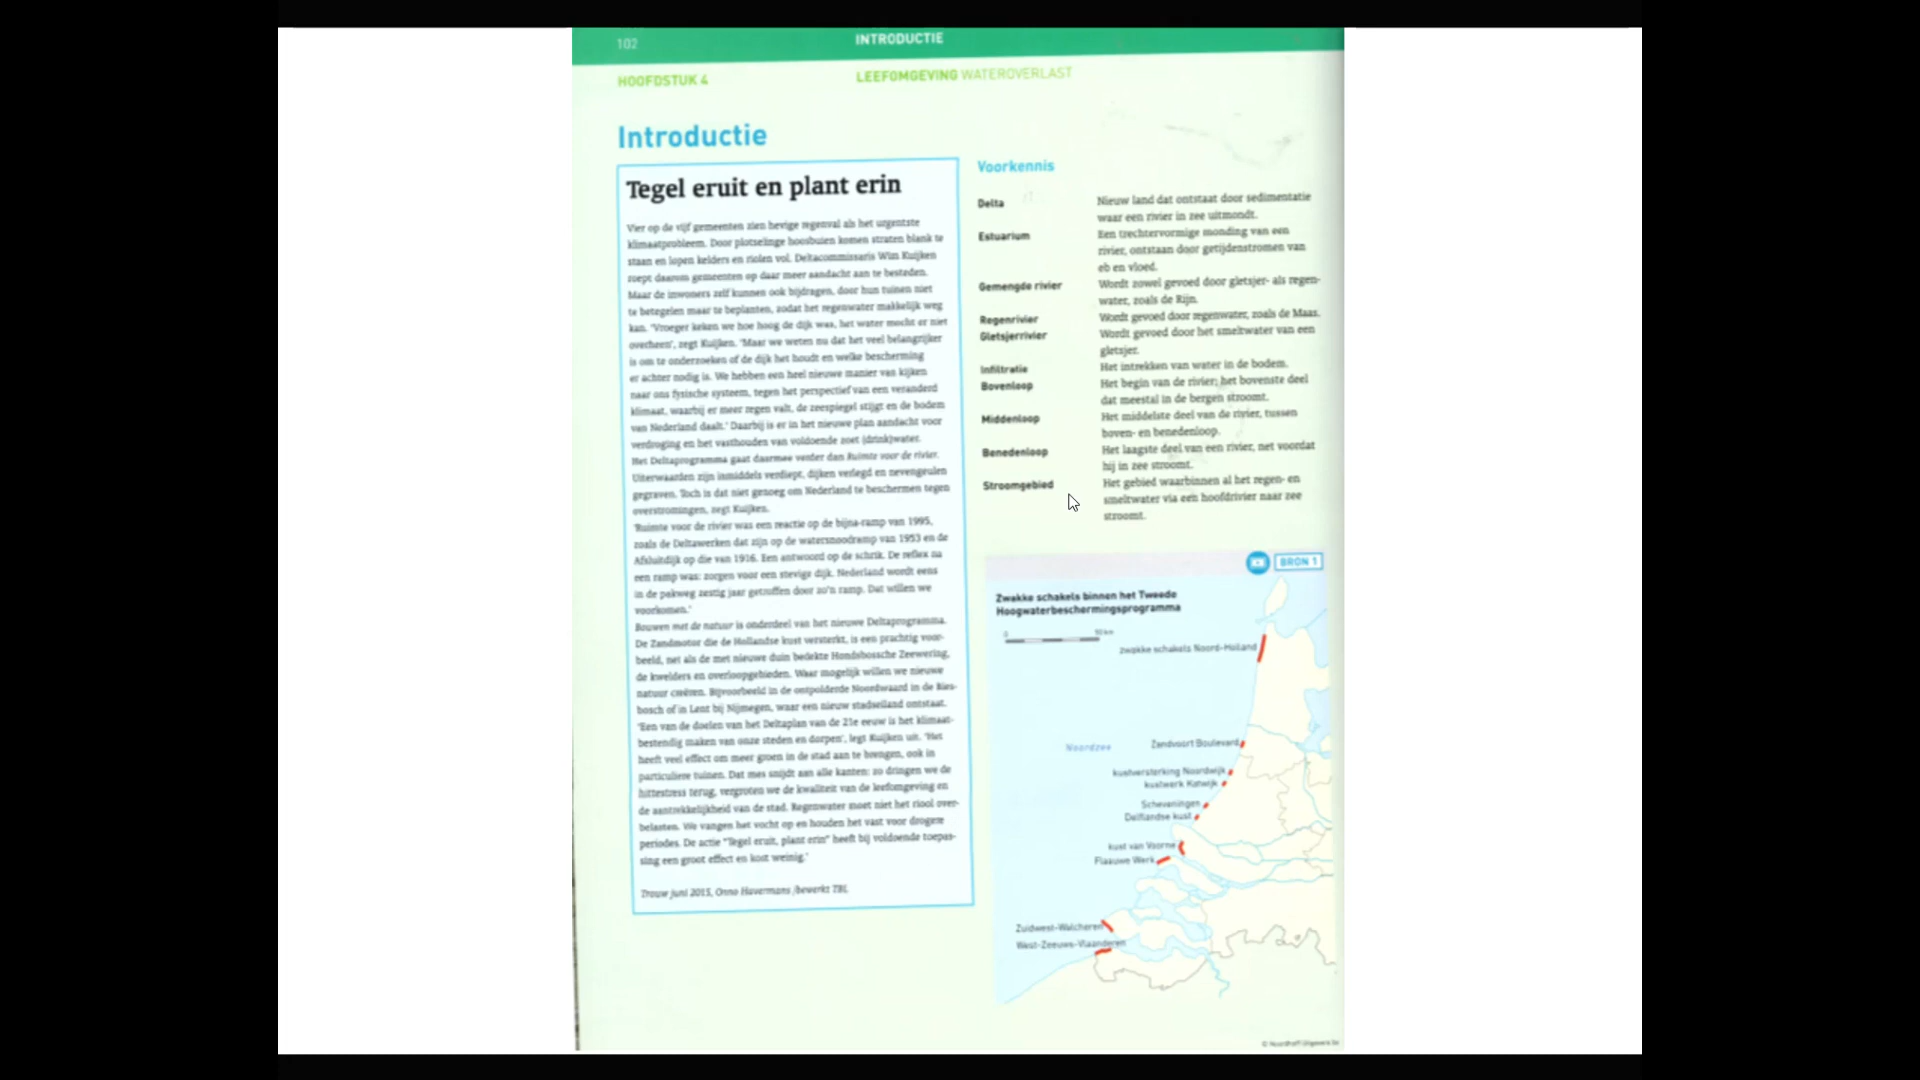 102
INTRODUCTIE
HOOFDSTUK 4
LEEFOMGEVING WATEROVERLAST
Introductie
Tegel eruit en plant erin
Vier op de vijf gemeenten zien hevige regenval als het urgentste
klimaatprobleem. Door plotselinge hoosbuien komen straten blank te
staan en lopen kelders en riolen vol. Deltacommissaris Wim Kuijken
roept daarom gemeenten op daar meer aandacht aan te besteden.
Maar de inwoners zelf kunnen ook bijdragen, door hun tuinen niet
te betegelen maar te beplanten, zodat het regenwater makkelijk weg
kan. 'Vroeger keken we hoe hoog de dijk was, het water mocht er niet
overheen', zegt Kuijken. 'Maar we weten nu dat het veel belangrijker
is om te onderzoeken of de dijk het houdt en welke bescherming
er achter nodig is. We hebben een heel nieuwe manier van kijken
naar ons fysische systeem, tegen het perspectief van een veranderd
klimaat, waarbij er meer regen valt, de zeespiegel stijgt en de bodem
van Nederland daalt.' Daarbij is er in het nieuwe plan aandacht voor
verdroging en het vasthouden van voldoende zoet (drink)water.
Het Deltaprogramma gaat daarmee verder dan Ruimte voor de rivier.
Uiterwaarden zijn inmiddels verdiept, dijken verlegd en nevengeulen
gegraven. Toch is dat niet genoeg om Nederland te beschermen tegen
overstromingen, zegt Kuijken.
'Ruimte voor de rivier was een reactie op de bijna-ramp van 1995,
zoals de Deltawerken dat zijn op de watersnoodramp van 1953 en de
Afsluitdijk op die van 1916. Een antwoord op de schrik. De reflex na
een ramp was: zorgen voor een stevige dijk. Nederland wordt eens
in de pakweg zestig jaar getroffen door zo'n ramp. Dat willen we
voorkomen.'
Bouwen met de natuur is onderdeel van het nieuwe Deltaprogramma.
De Zandmotor die de Hollandse kust versterkt, is een prachtig voor-
beeld, net als de met nieuwe duin bedekte Hondsbossche Zeewering,
de kwelders en overloopgebieden. Waar mogelijk willen we nieuwe
natuur creëren. Bijvoorbeeld in de ontpolderde Noordwaard in de Bies-
bosch of in Lent bij Nijmegen, waar een nieuw stadseiland ontstaat.
'Een van de doelen van het Deltaplan van de 21e eeuw is het klimaat-
bestendig maken van onze steden en dorpen', legt Kuijken uit. 'Het
heeft veel effect om meer groen in de stad aan te brengen, ook in
particuliere tuinen. Dat mes snijdt aan alle kanten: zo dringen we de
hittestress terug, vergroten we de kwaliteit van de leefomgeving en
de aantrekkelijkheid van de stad. Regenwater moet niet het riool over-
belasten. We vangen het vocht op en houden het vast voor drogere
periodes. De actie "Tegel eruit, plant erin" heeft bij voldoende toepas-
sing een groot effect en kost weinig.'
Trouw juni 2015, Onno Havermans /bewerkt TBL
Voorkennis
Delta Nieuw land dat ontstaat door sedimentatie
waar een rivier in zee uitmondt.
Estuarium Een trechtervormige monding van een
rivier, ontstaan door getijdenstromen van
eb en vloed.
Gemengde rivier Wordt zowel gevoed door gletsjer- als regen-
water, zoals de Rijn.
Regenrivier Wordt gevoed door regenwater, zoals de Maas.
Gletsjerrivier Wordt gevoed door het smeltwater van een
gletsjer.
Infiltratie Het intrekken van water in de bodem.
Bovenloop Het begin van de rivier; het bovenste deel
dat meestal in de bergen stroomt.
Middenloop Het middelste deel van de rivier, tussen
boven- en benedenloop.
Benedenloop Het laagste deel van een rivier, net voordat
hij in zee stroomt.
Stroomgebied Het gebied waarbinnen al het regen- en
smeltwater via een hoofdrivier naar zee
stroomt.
BRON 1
Zwakke schakels binnen het Tweede
Hoogwaterbeschermingsprogramma
0 50 km
zwakke schakels Noord-Holland
Noordzee
Zandvoort Boulevard
kustversterking Noordwijk
kustwerk Katwijk
Scheveningen
Delflandse kust
kust van Voorne
Flaauwe Werk
Zuidwest-Walcheren
West-Zeeuws-Vlaanderen
© Noordhoff Uitgevers bv